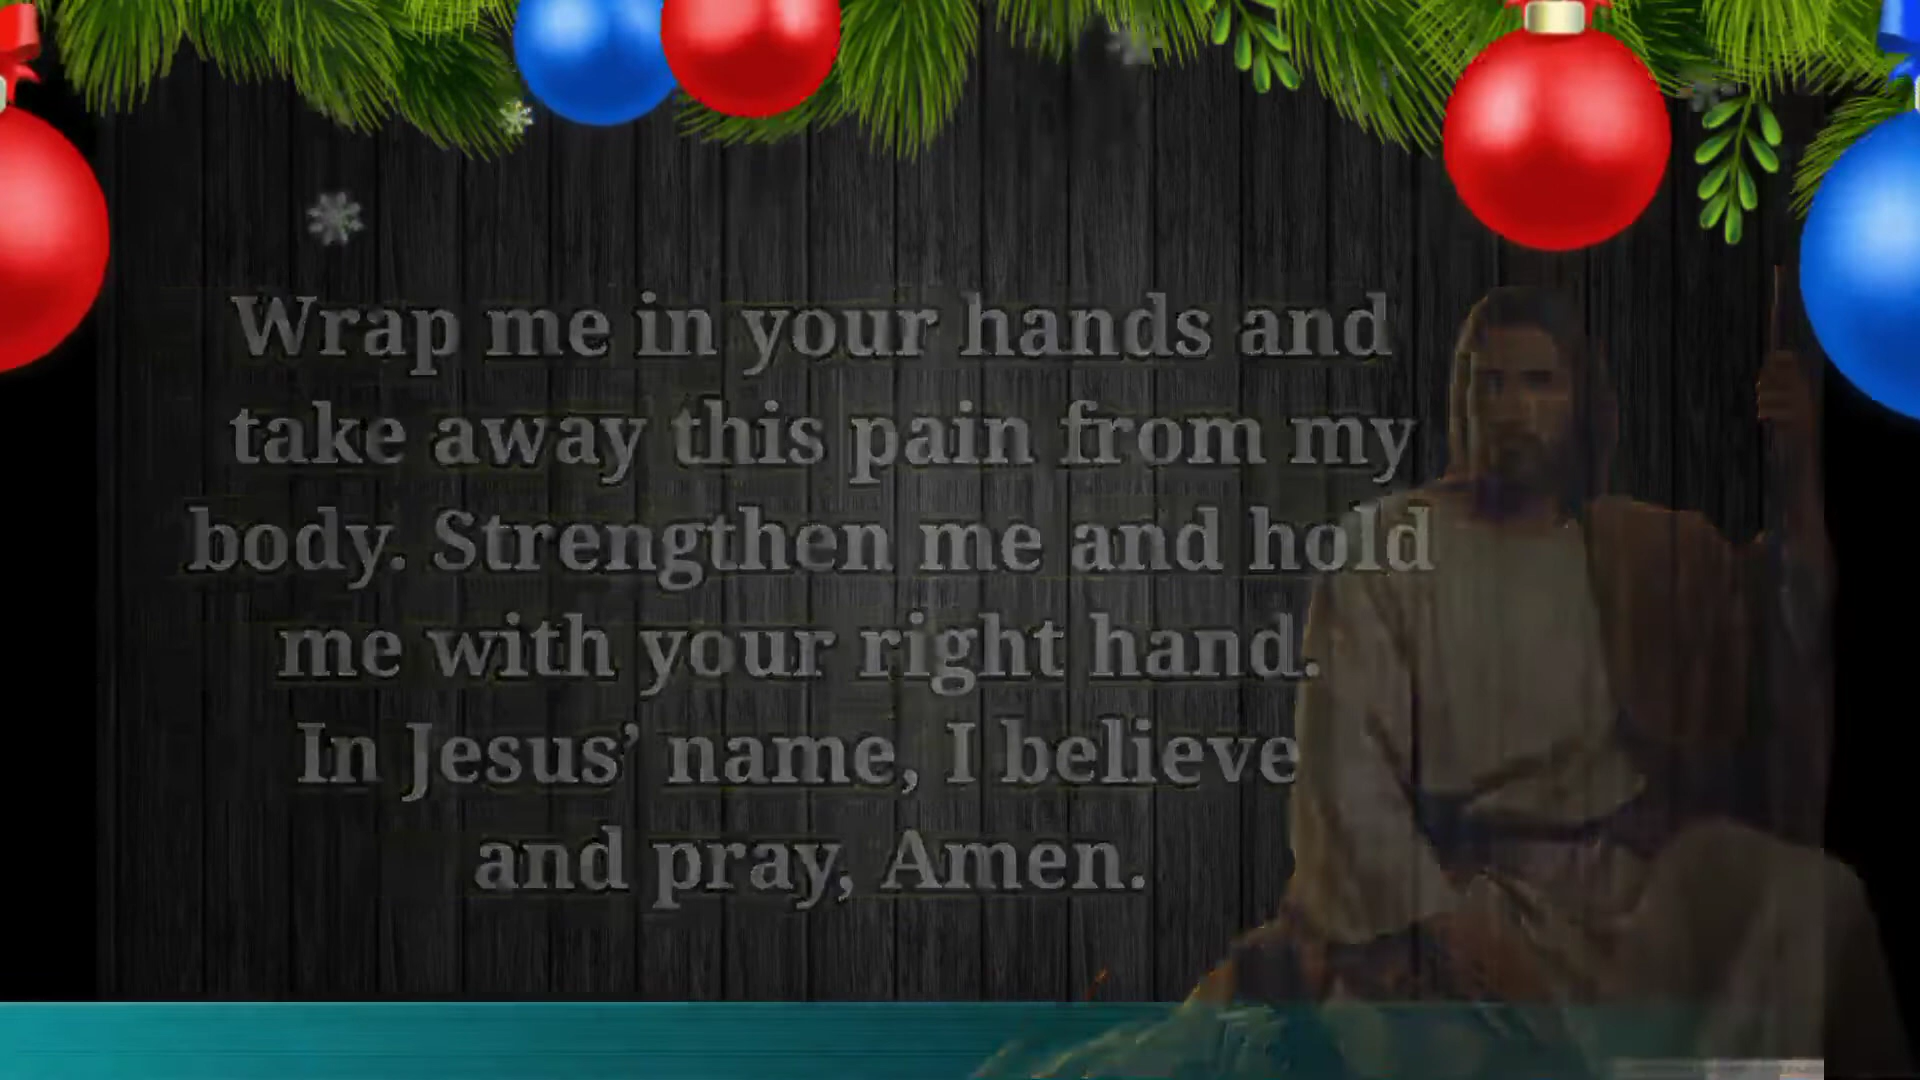 Wrap me in your hands and
take away this pain from my
body. Strengthen me and hold
me with your right hand.
In Jesus’ name, I believe
and pray, Amen.